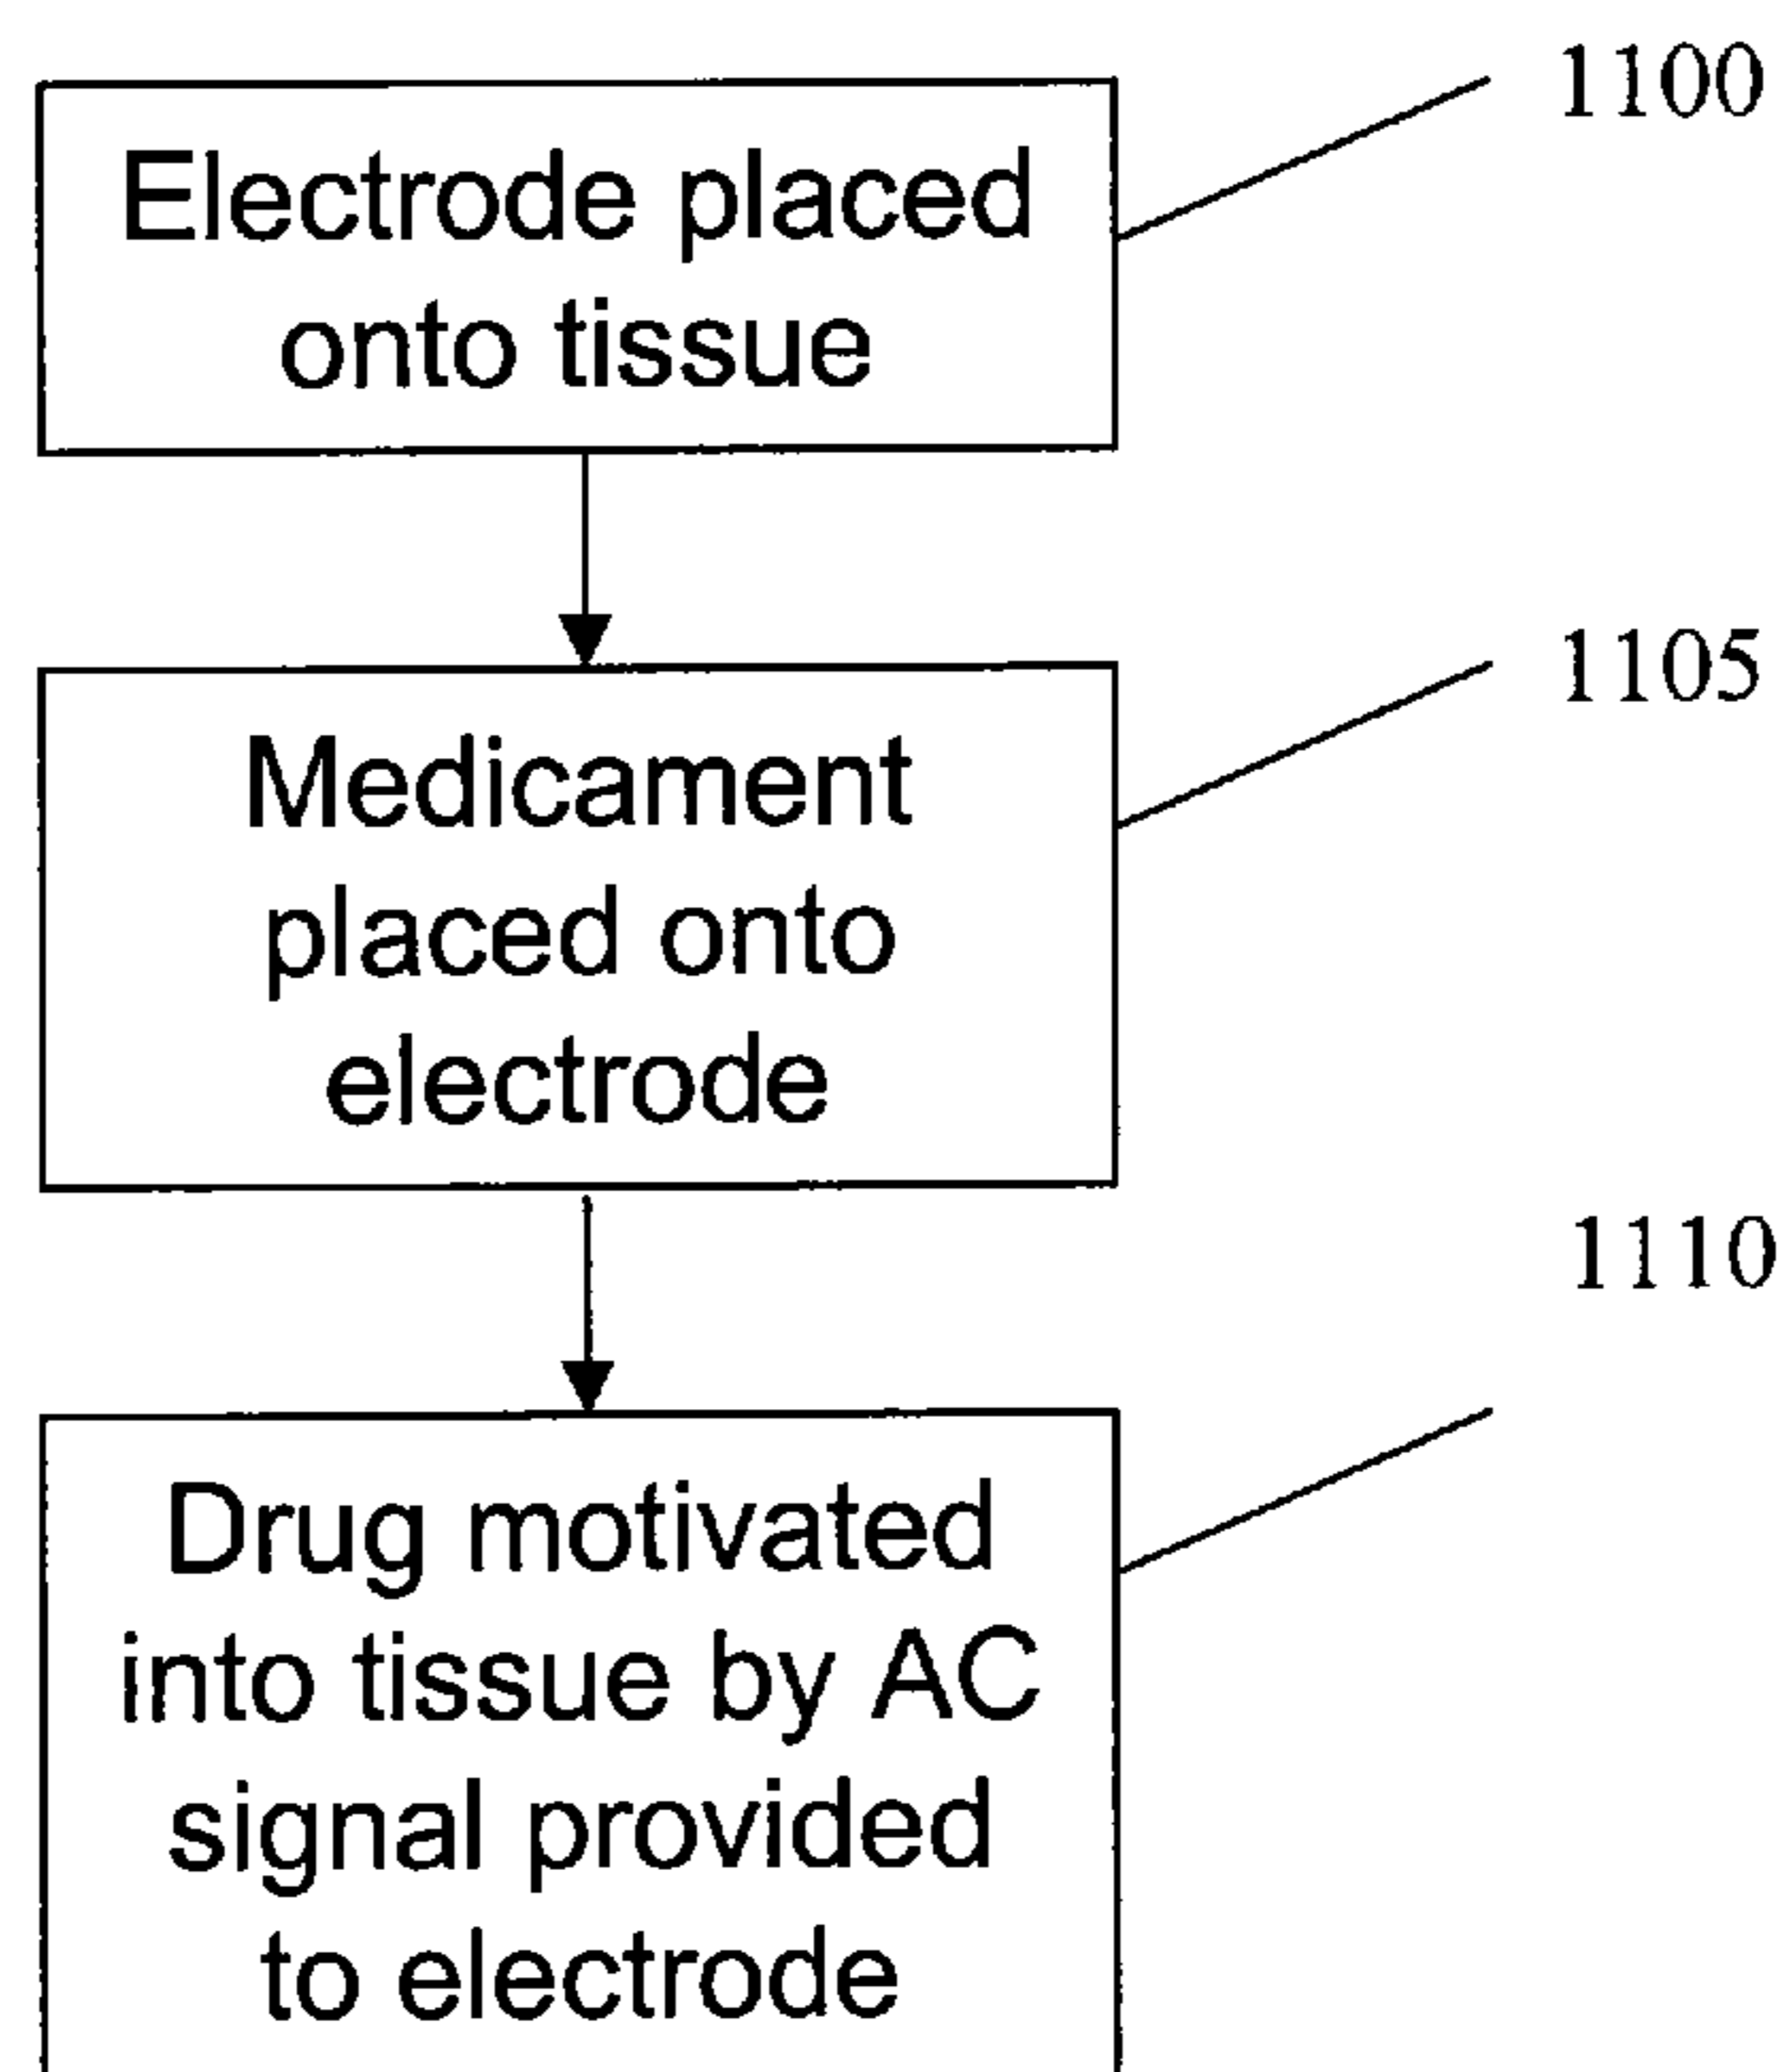 1100
Electrode placed
onto tissue
1105
Medicament
placed onto
electrode
1110
Drug motivated
into tissue by AC
signal provided
to electrode